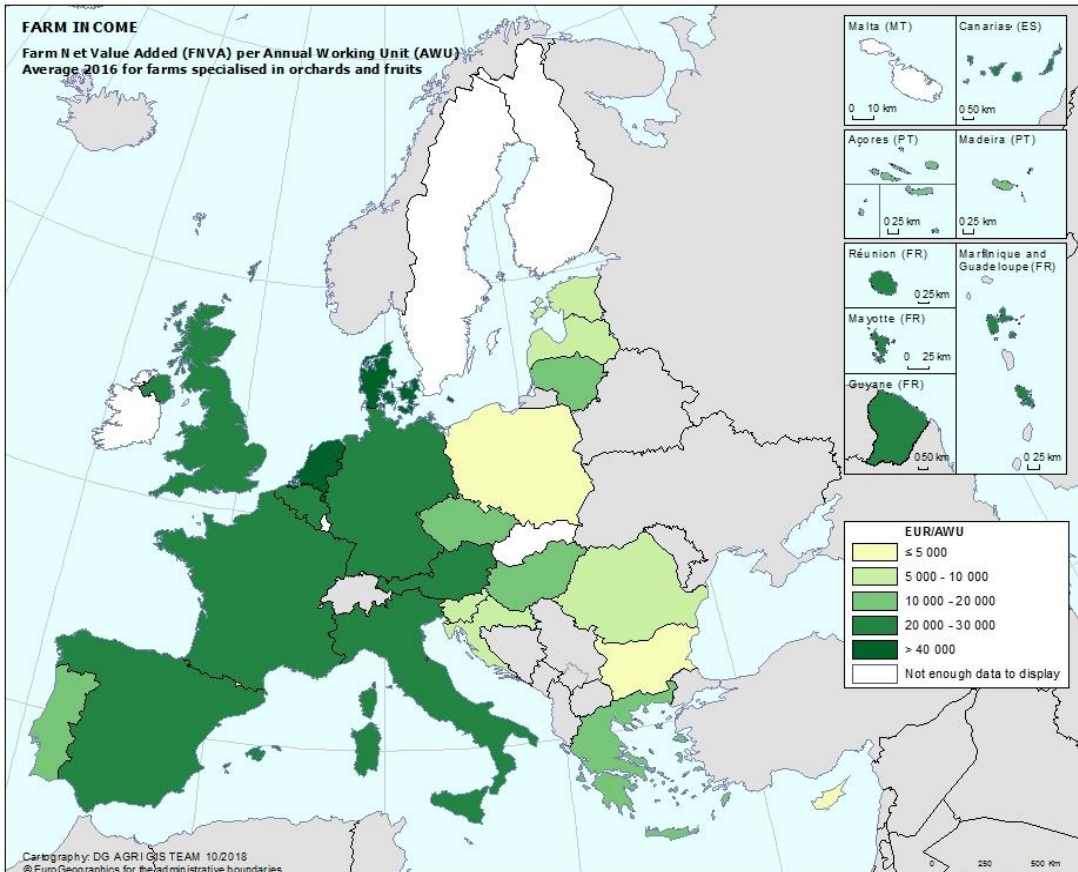 FARM INCOME
Farm Net Value Added (FNVA) per Annual Working Unit (AWU)
Average 2016 for farms specialised in orchards and fruits
Malta (MT)
0 10 km
Canarias (ES)
0 50 km
Açores (PT)
0 25 km
Madeira (PT)
0 25 km
Réunion (FR)
0 25 km
Martinique and
Guadeloupe (FR)
0 25 km
Mayotte (FR)
0 25 km
Guyane (FR)
0 50 km
EUR/AWU
≤ 5 000
5 000 - 10 000
10 000 - 20 000
20 000 - 30 000
> 40 000
Not enough data to display
Cartography: DG AGRI GIS TEAM 10/2018
© EuroGeographics for the administrative boundaries
0 250 500 Km